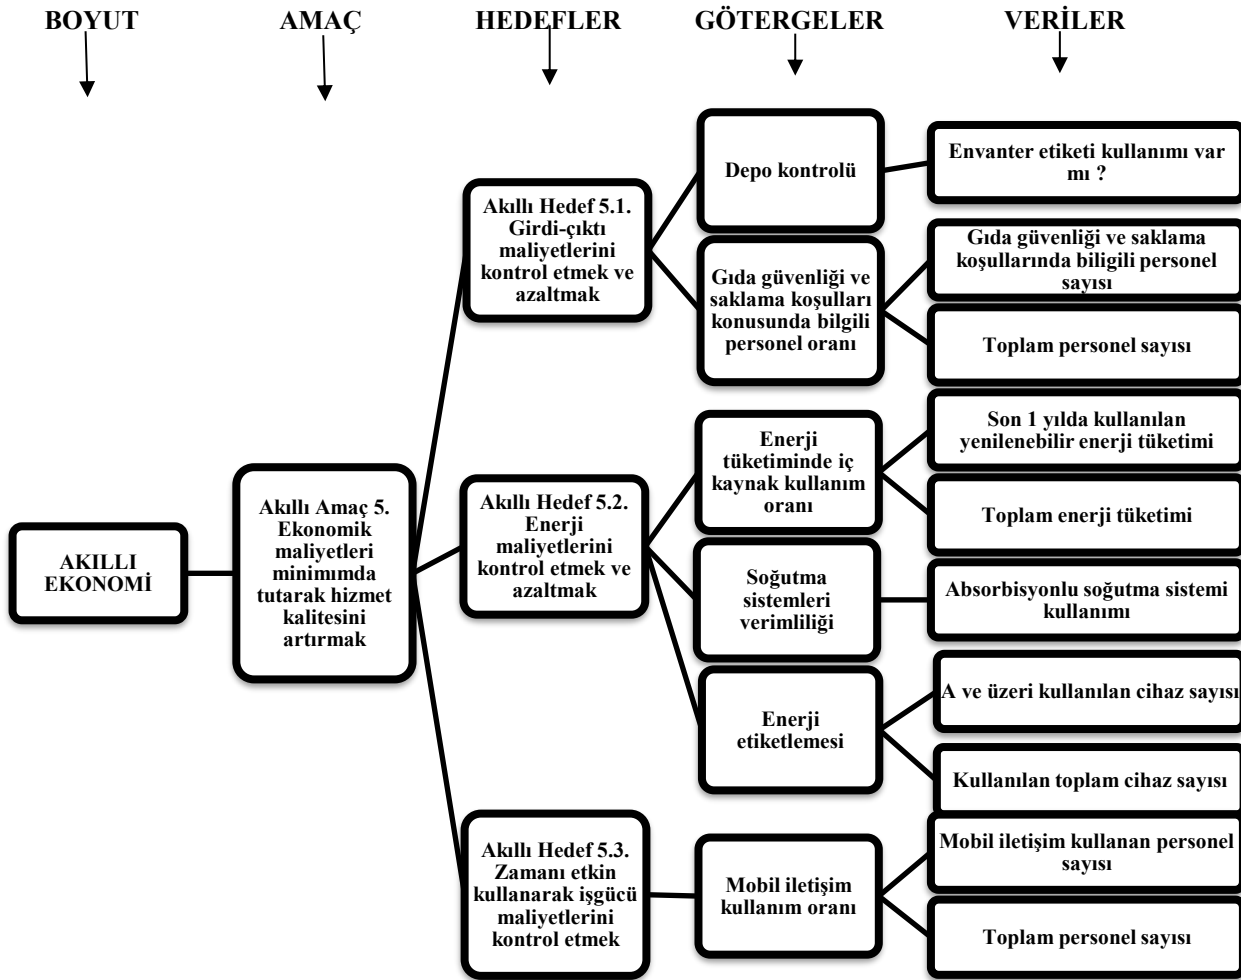 BOYUT
AMAÇ
HEDEFLER
GÖTERGELER
VERİLER
AKILLI
EKONOMİ
Akıllı Amaç 5.
Ekonomik
maliyetleri
minimımda
tutarak hizmet
kalitesini
artırmak
Akıllı Hedef 5.1.
Girdi-çıktı
maliyetlerini
kontrol etmek ve
azaltmak
Depo kontrolü
Envanter etiketi kullanımı var
mı ?
Gıda güvenliği ve
saklama koşulları
konusunda bilgili
personel oranı
Gıda güvenliği ve saklama
koşullarında biligili personel
sayısı
Toplam personel sayısı
Akıllı Hedef 5.2.
Enerji
maliyetlerini
kontrol etmek ve
azaltmak
Enerji
tüketiminde iç
kaynak kullanım
oranı
Son 1 yılda kullanılan
yenilenebilir enerji tüketimi
Toplam enerji tüketimi
Soğutma
sistemleri
verimliliği
Absorbisyonlu soğutma sistemi
kullanımı
Enerji
etiketlemesi
A ve üzeri kullanılan cihaz sayısı
Kullanılan toplam cihaz sayısı
Akıllı Hedef 5.3.
Zamanı etkin
kullanarak işgücü
maliyetlerini
kontrol etmek
Mobil iletişim
kullanım oranı
Mobil iletişim kullanan personel
sayısı
Toplam personel sayısı